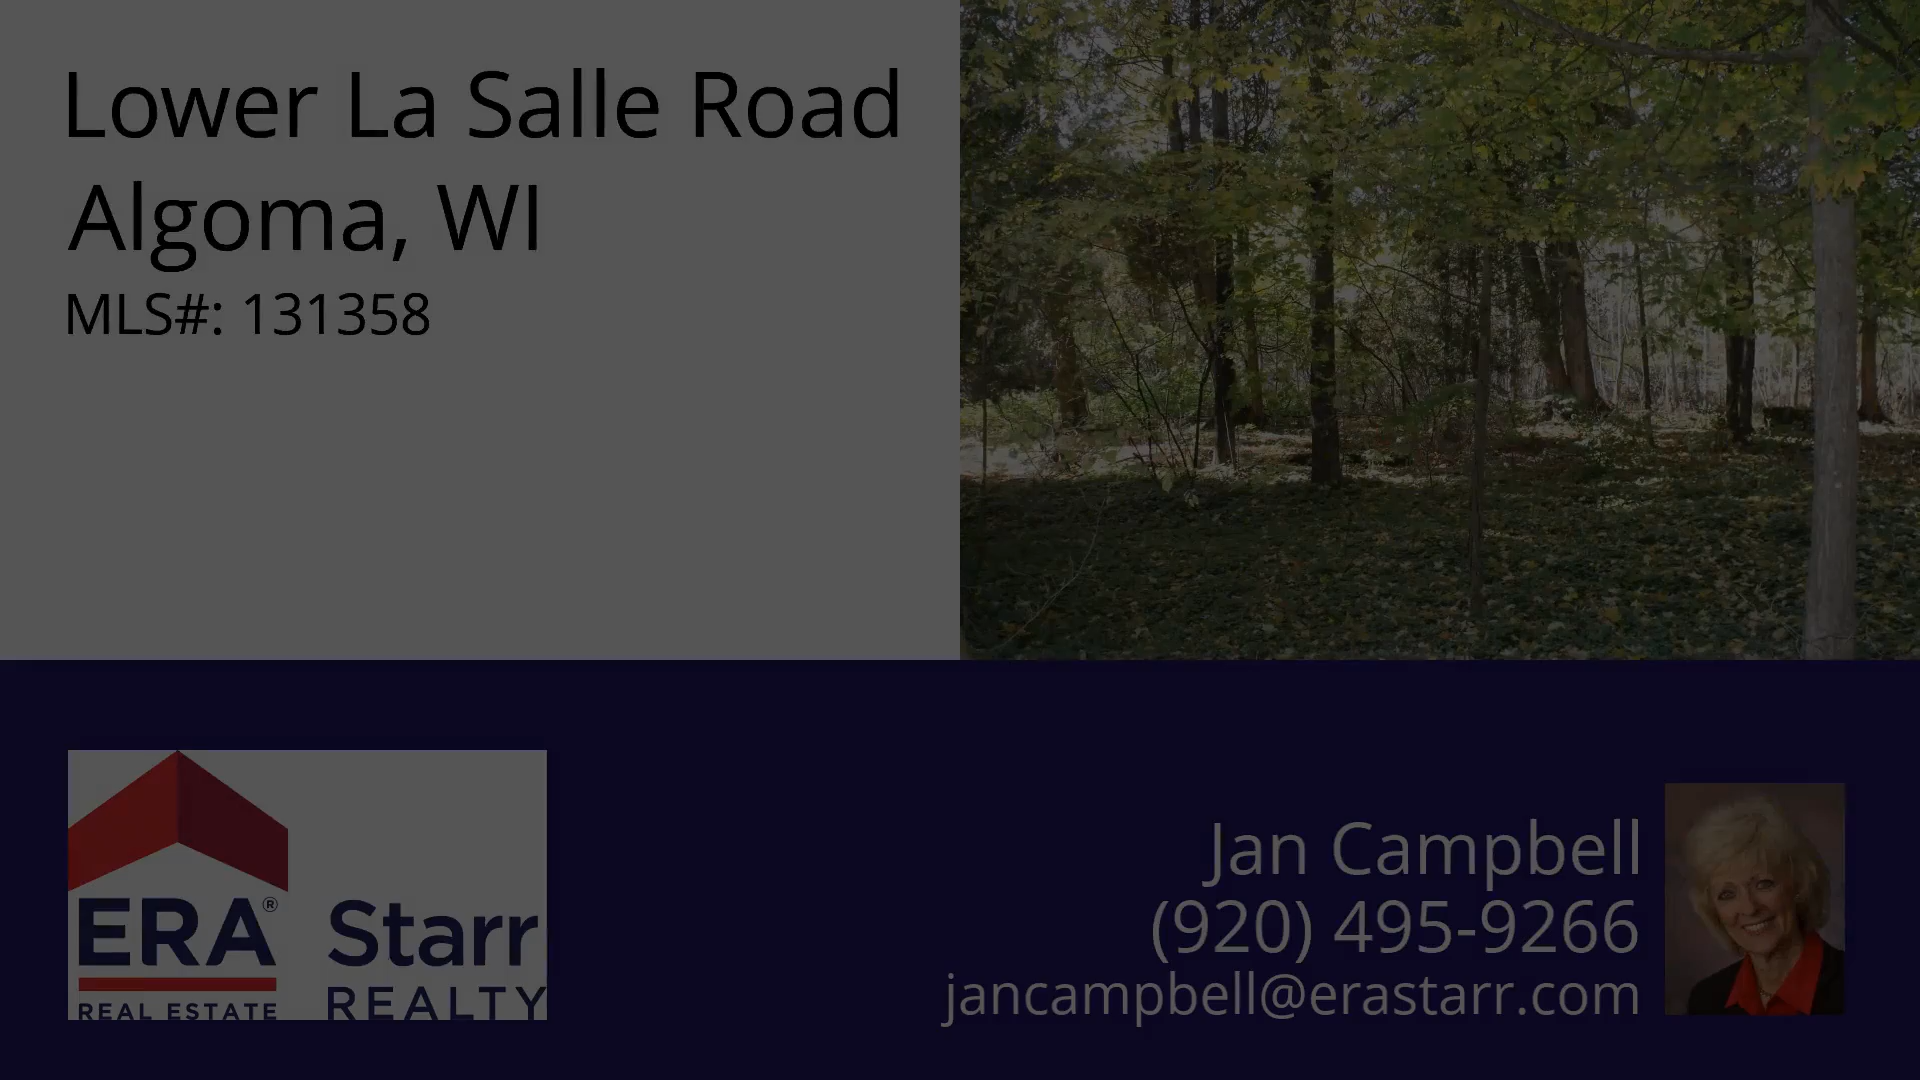 Lower La Salle Road
Algoma, WI
MLS#: 131358
ERA®
REAL ESTATE
Starr
REALTY
Jan Campbell
(920) 495-9266
jancampbell@erastarr.com